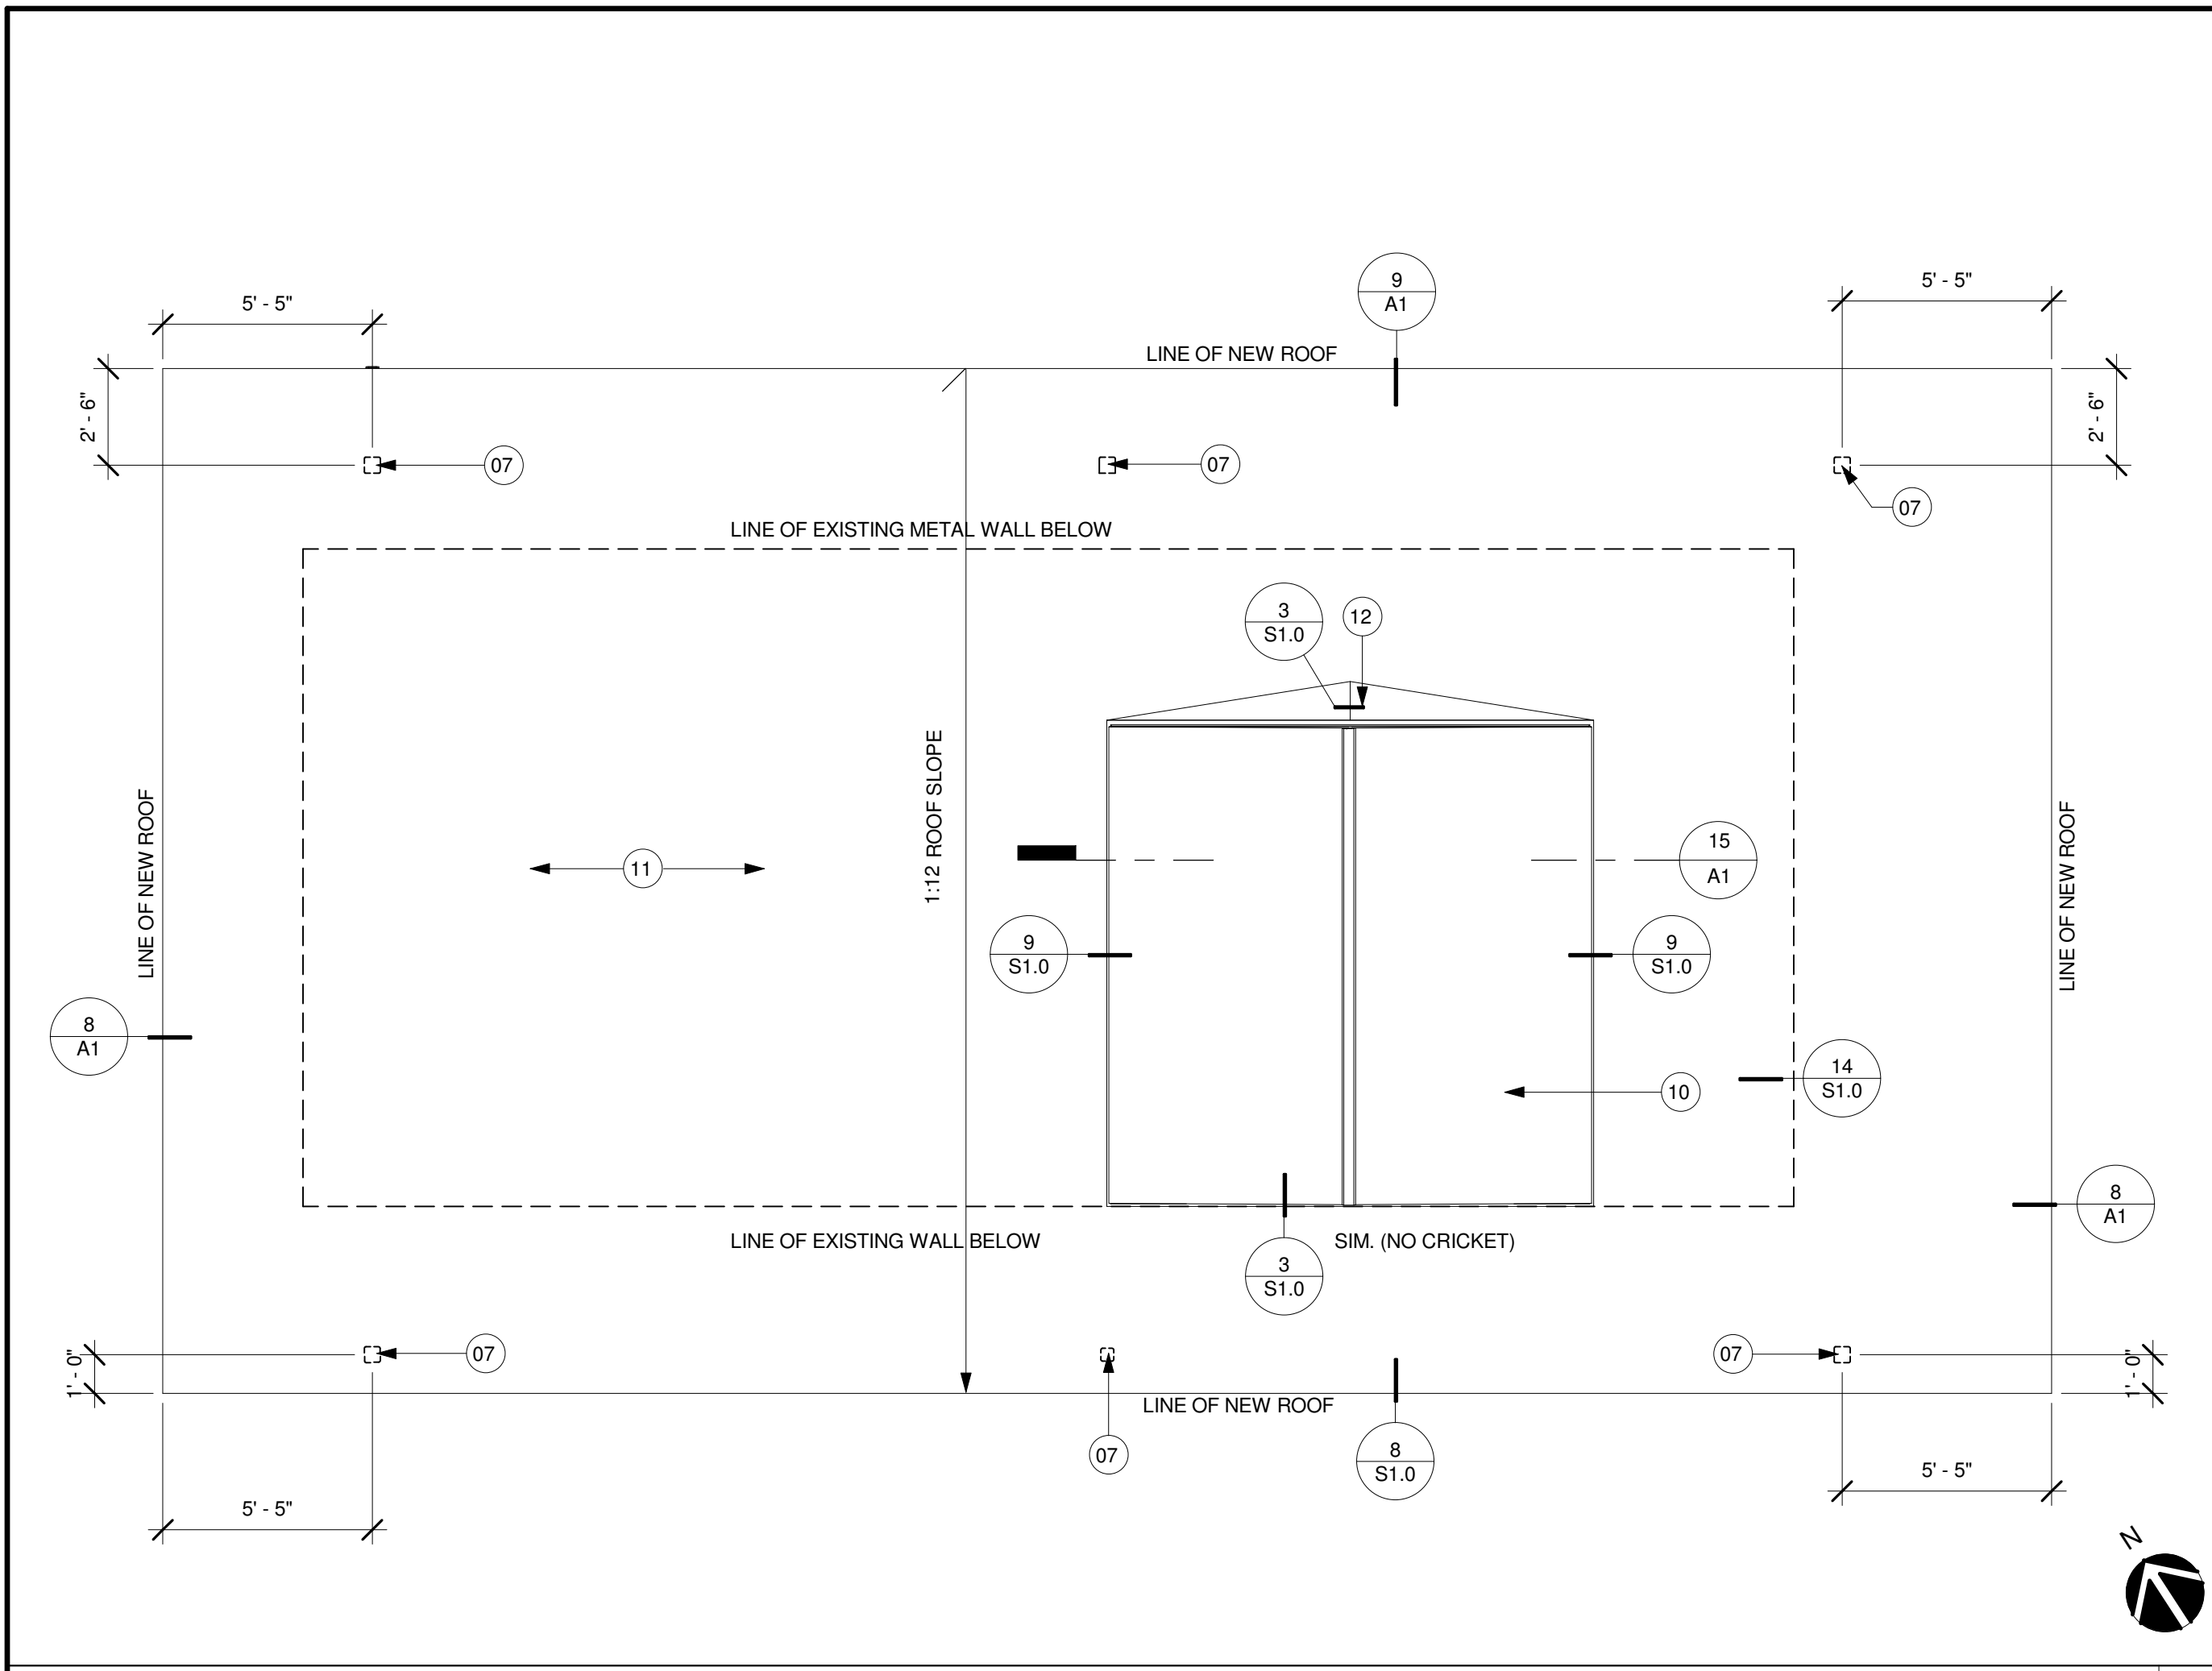 9
A1
5' - 5"
5' - 5"
LINE OF NEW ROOF
2' - 6"
2' - 6"
07
07
07
LINE OF EXISTING METAL WALL BELOW
3
S1.0
12
1:12 ROOF SLOPE
LINE OF NEW ROOF
LINE OF NEW ROOF
11
15
A1
9
S1.0
9
S1.0
8
A1
14
S1.0
10
8
A1
LINE OF EXISTING WALL BELOW
SIM. (NO CRICKET)
3
S1.0
1' - 0"
07
07
1' - 0"
LINE OF NEW ROOF
07
8
S1.0
5' - 5"
5' - 5"
N